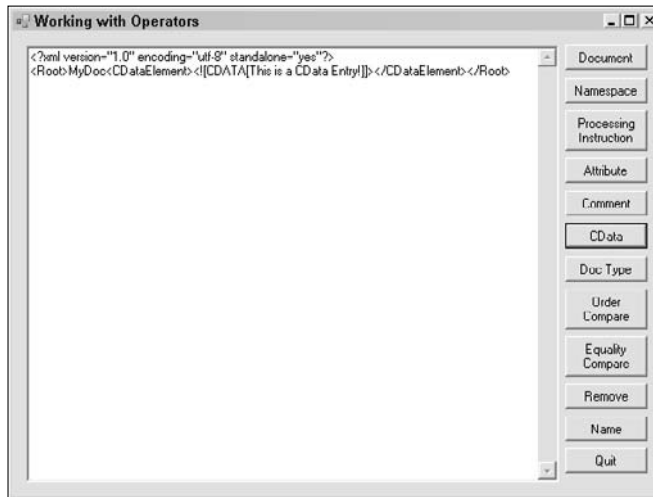 Working with Operators
<?xml version="1.0" encoding="utf-8" standalone="yes"?>
<Root>MyDoc<CDataElement><![CDATA[This is a CData Entry!]]></CDataElement></Root>
Document
Namespace
Processing
Instruction
Attribute
Comment
CData
Doc Type
Order
Compare
Equality
Compare
Remove
Name
Quit